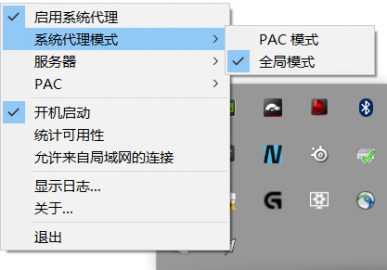 启用系统代理
系统代理模式
PAC 模式
全局模式
服务器
PAC
开机启动
统计可用性
允许来自局域网的连接
显示日志...
关于...
退出